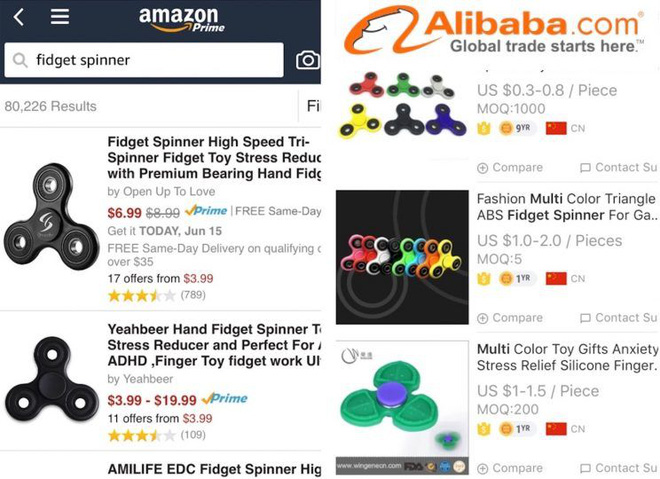 amazon
Prime
fidget spinner
80,226 Results
Fidget Spinner High Speed Tri-
Spinner Fidget Toy Stress Reduc
with Premium Bearing Hand Fidg
by Open Up To Love
$6.99 $8.99 Prime | FREE Same-Day
Get it TODAY, Jun 15
FREE Same-Day Delivery on qualifying
over $35
17 offers from $3.99
(789)
Yeahbeer Hand Fidget Spinner T
Stress Reducer and Perfect For
ADHD ,Finger Toy fidget work Ul
by Yeahbeer
$3.99 - $19.99 Prime
11 offers from $3.99
(109)
AMILIFE EDC Fidget Spinner Hig
Alibaba.com
Global trade starts here.™
US $0.3-0.8 / Piece
MOQ:1000
9YR CN
Compare Contact Su
Fashion Multi Color Triangle
ABS Fidget Spinner For Ga..
US $1.0-2.0 / Pieces
MOQ:5
1YR CN
Compare Contact Su
Multi Color Toy Gifts Anxiety
Stress Relief Silicone Finger.
US $1-1.5 / Piece
MOQ:200
1YR CN
www.wingenecn.com FDA
Compare Contact Su